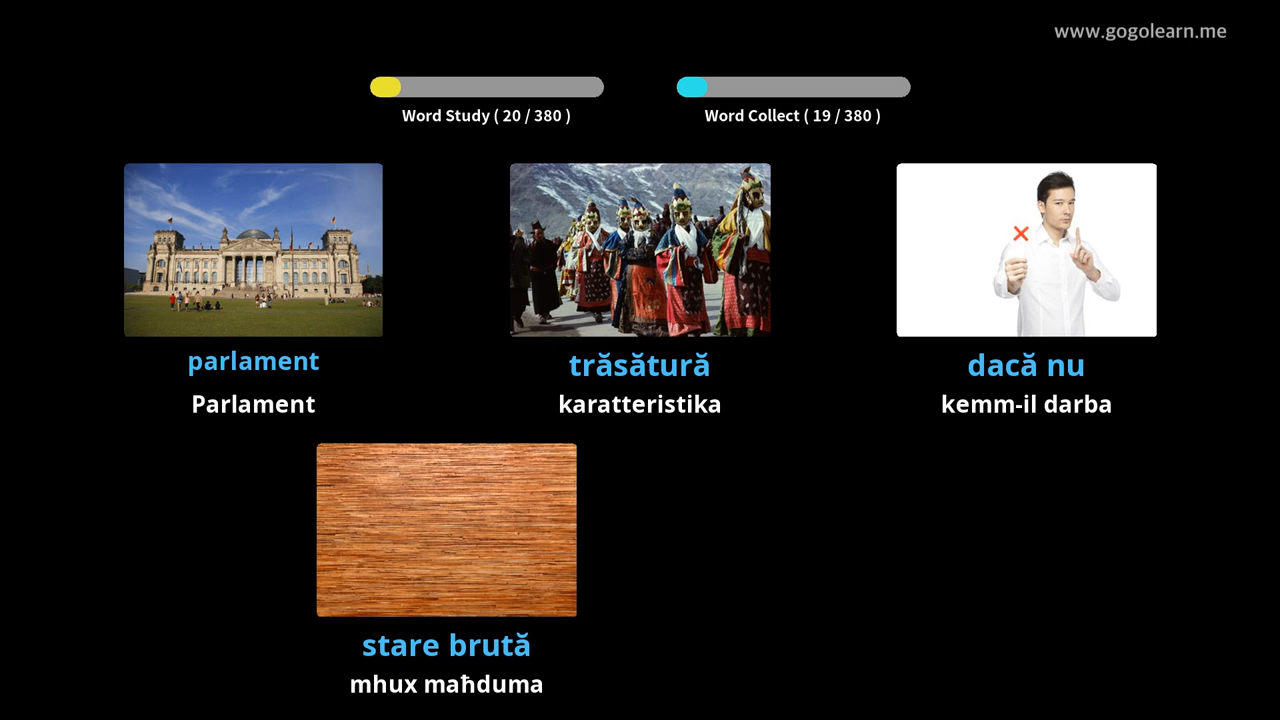 www.gogolearn.me
Word Study ( 20 / 380 )
Word Collect ( 19 / 380 )
parlament
Parlament
trăsătură
karatteristika
dacă nu
kemm-il darba
stare brută
mhux maħduma